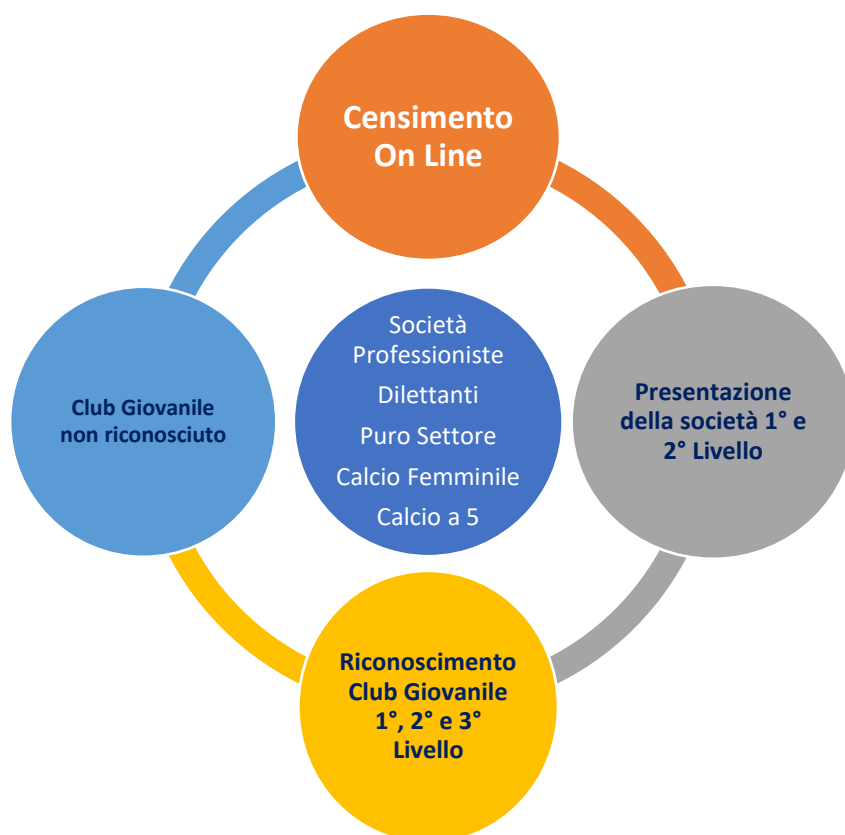 Censimento
On Line
Club Giovanile
non riconosciuto
Società
Professioniste
Dilettanti
Puro Settore
Calcio Femminile
Calcio a 5
Presentazione
della società 1° e
2° Livello
Riconoscimento
Club Giovanile
1°, 2° e 3°
Livello